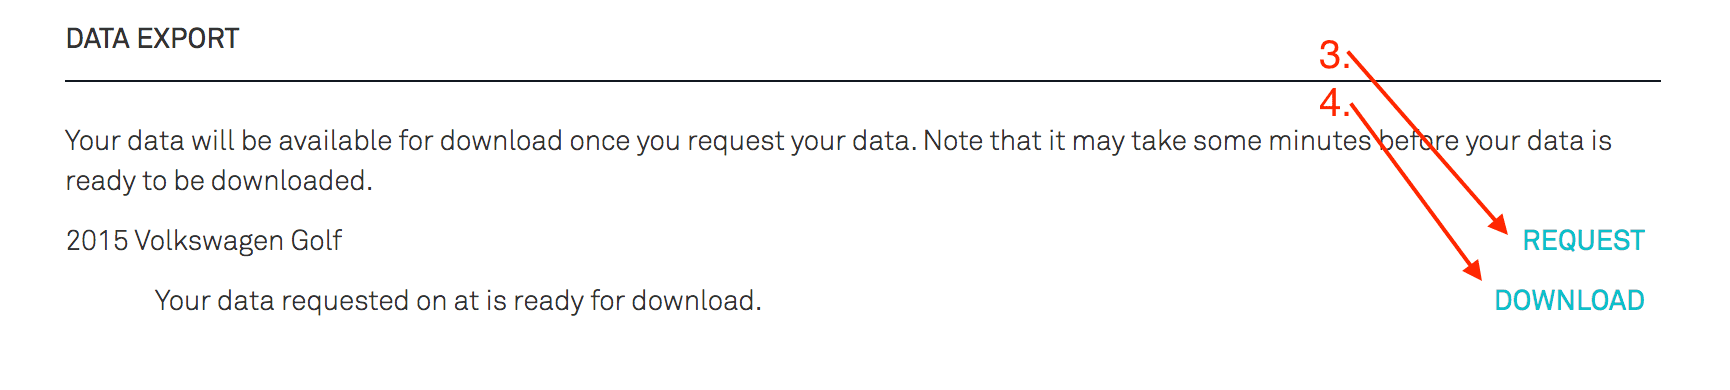 DATA EXPORT
3.
4.
Your data will be available for download once you request your data. Note that it may take some minutes before your data is
ready to be downloaded.
2015 Volkswagen Golf
REQUEST
Your data requested on at is ready for download.
DOWNLOAD